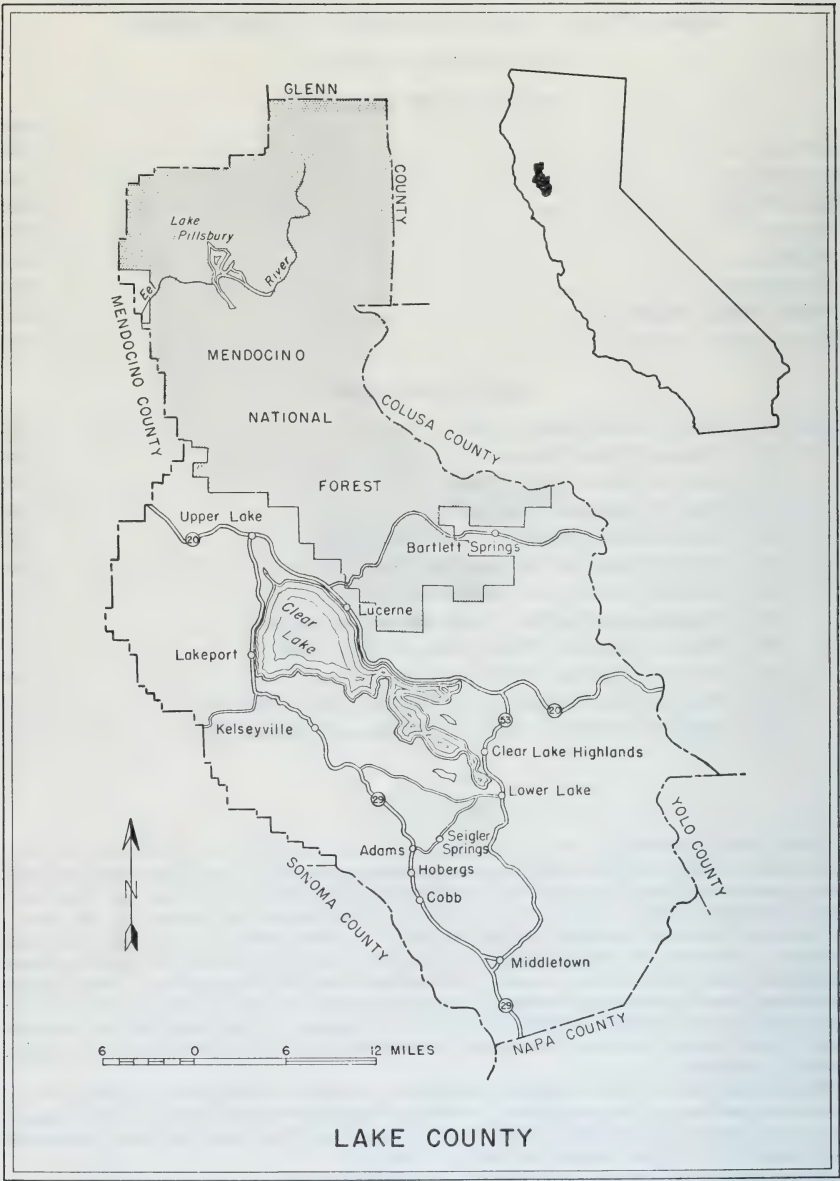 GLENN
COUNTY
Lake
Pillsbury
Eel
River
MENDOCINO COUNTY
MENDOCINO
NATIONAL
FOREST
COLUSA COUNTY
Upper Lake
20
Bartlett Springs
Lucerne
Clear
Lake
Lakeport
Kelseyville
53
20
Clear Lake Highlands
Lower Lake
29
Seigler
Springs
Adams
Hobergs
Cobb
YOLO COUNTY
SONOMA COUNTY
N
Middletown
29
NAPA COUNTY
6 0 6 12 MILES
LAKE COUNTY